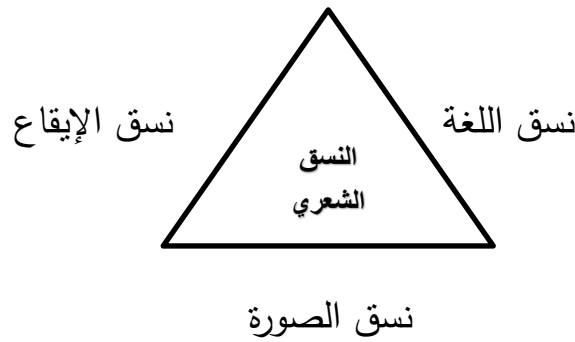 نسق اللغة
نسق الإيقاع
النسق
الشعري
نسق الصورة